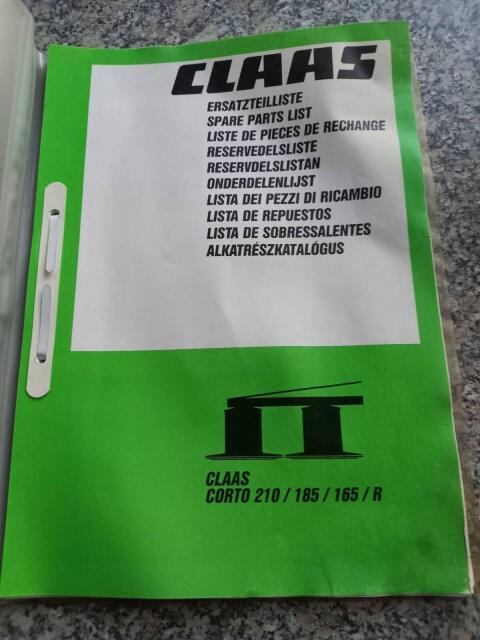 CLAAS
ERSATZTEILLISTE
SPARE PARTS LIST
LISTE DE PIECES DE RECHANGE
RESERVEDELSLISTE
RESERVDELSLISTAN
ONDERDELENLIJST
LISTA DEI PEZZI DI RICAMBIO
LISTA DE REPUESTOS
LISTA DE SOBRESSALENTES
ALKATRÉSZKATALÓGUS
CLAAS
CORTO 210 / 185 / 165 / R